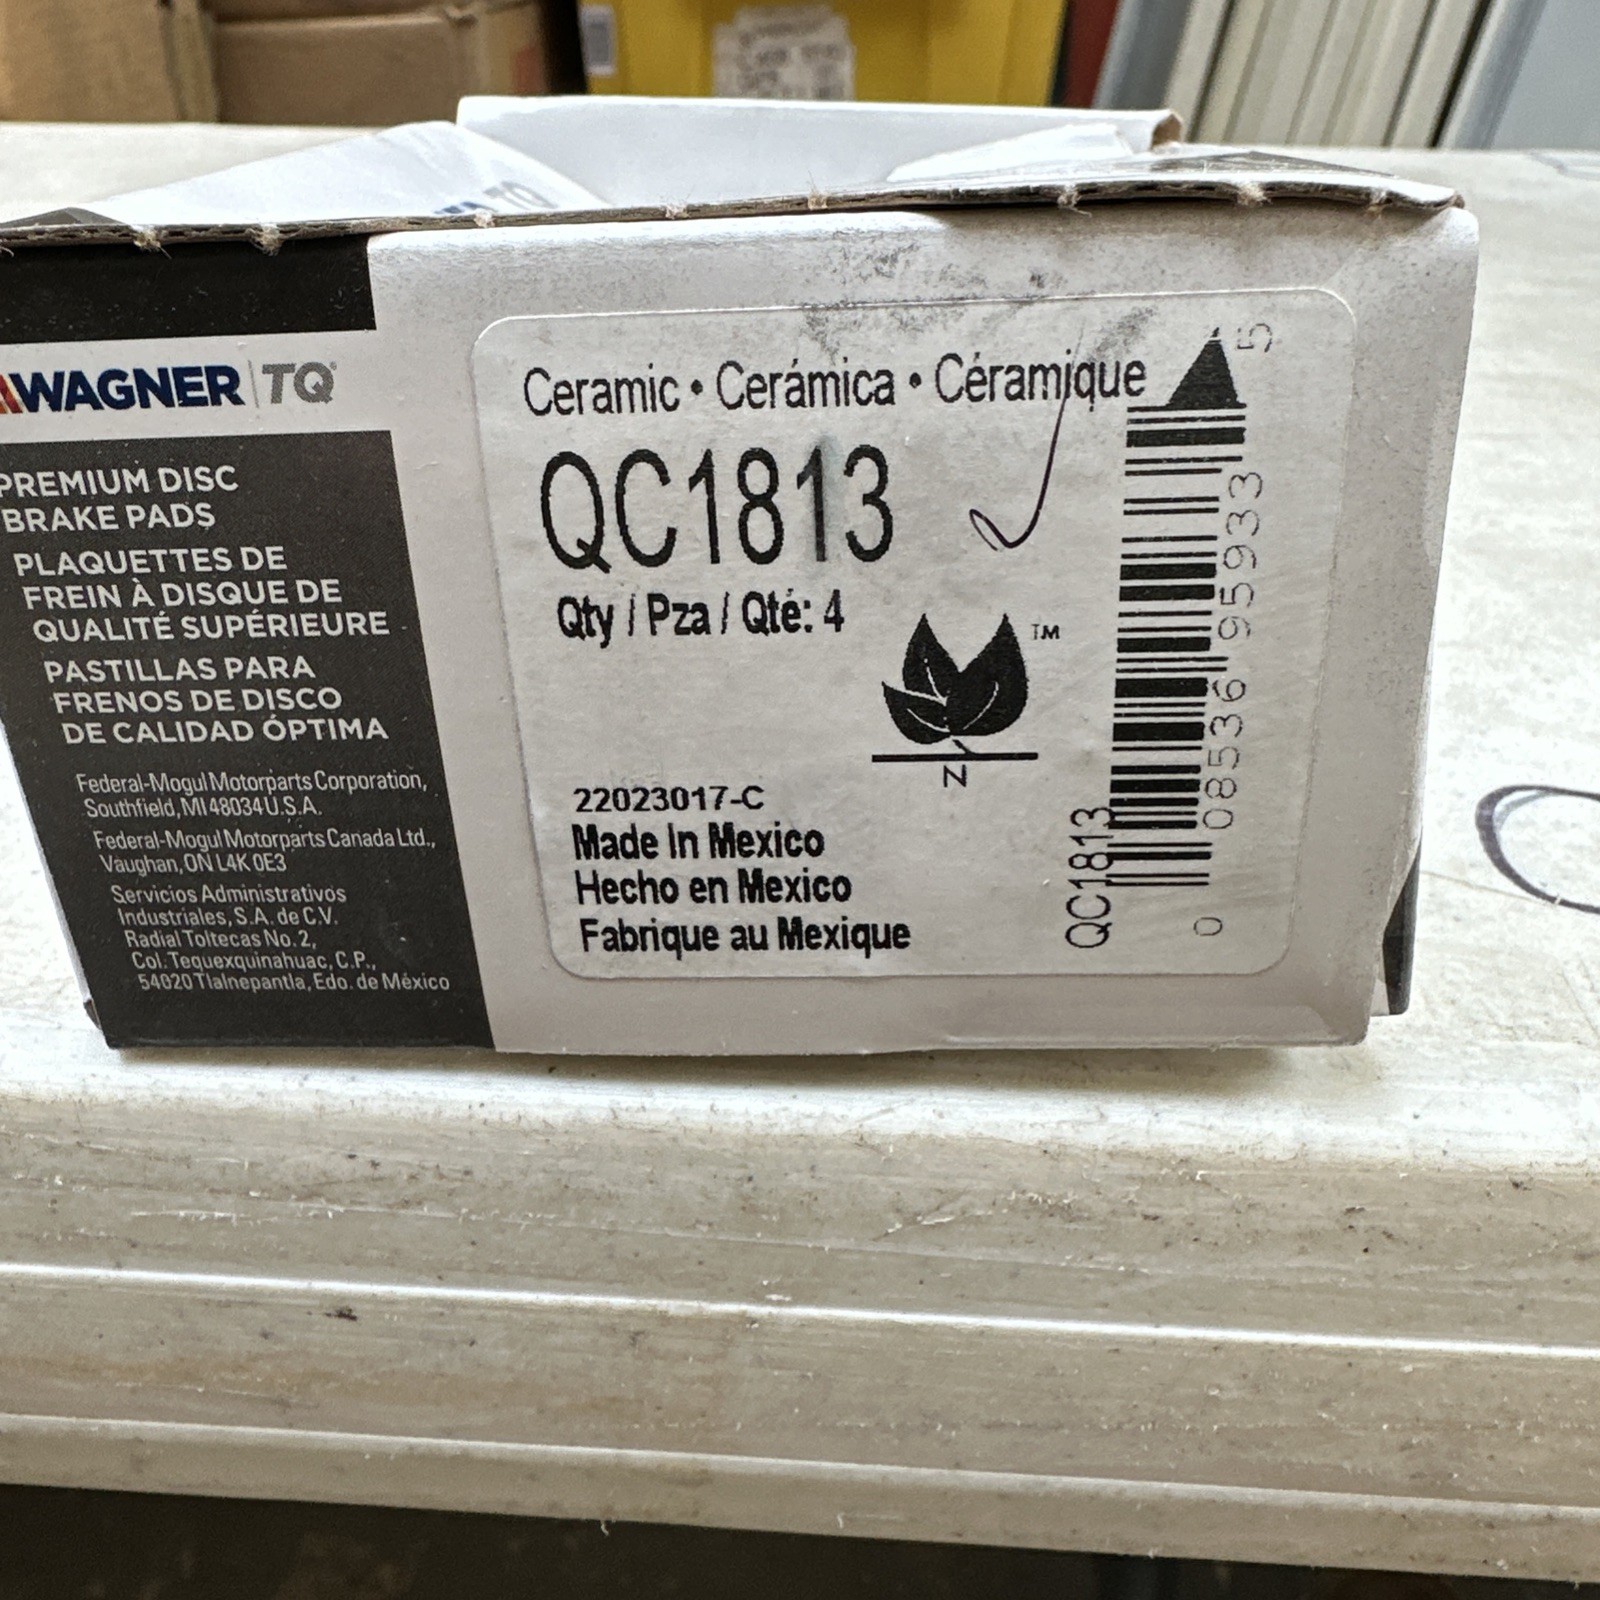 WAGNER TQ
PREMIUM DISC
BRAKE PADS
PLAQUETTES DE
FREIN À DISQUE DE
QUALITÉ SUPÉRIEURE
PASTILLAS PARA
FRENOS DE DISCO
DE CALIDAD ÓPTIMA
Federal-Mogul Motorparts Corporation,
Southfield, MI 48034 U.S.A.
Federal-Mogul Motorparts Canada Ltd.,
Vaughan, ON L4K 0E3
Servicios Administrativos
Industriales, S.A. de C.V.
Radial Toltecas No. 2,
Col. Tequexquinahuac, C.P.,
54020 Tlalnepantla, Edo. de México
Ceramic • Cerámica • Céramique
QC1813
Qty / Pza / Qté: 4
TM
N
22023017-C
Made In Mexico
Hecho en Mexico
Fabrique au Mexique
QC1813
0 08536 95933 5